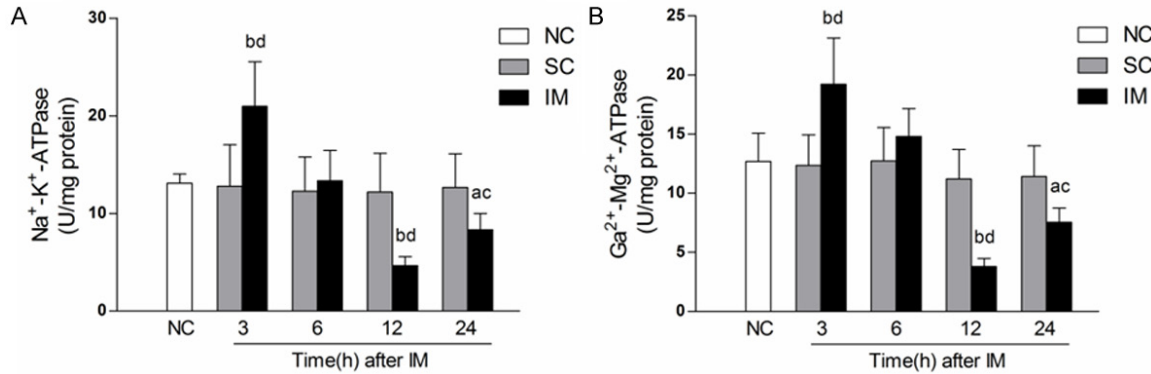 A
Na+-K+-ATPase
(U/mg protein)
30
20
10
0
bd
bd
ac
NC
SC
IM
NC
3
6
12
24
Time(h) after IM
B
Ga2+-Mg2+-ATPase
(U/mg protein)
25
20
15
10
5
0
bd
bd
ac
NC
SC
IM
NC
3
6
12
24
Time(h) after IM